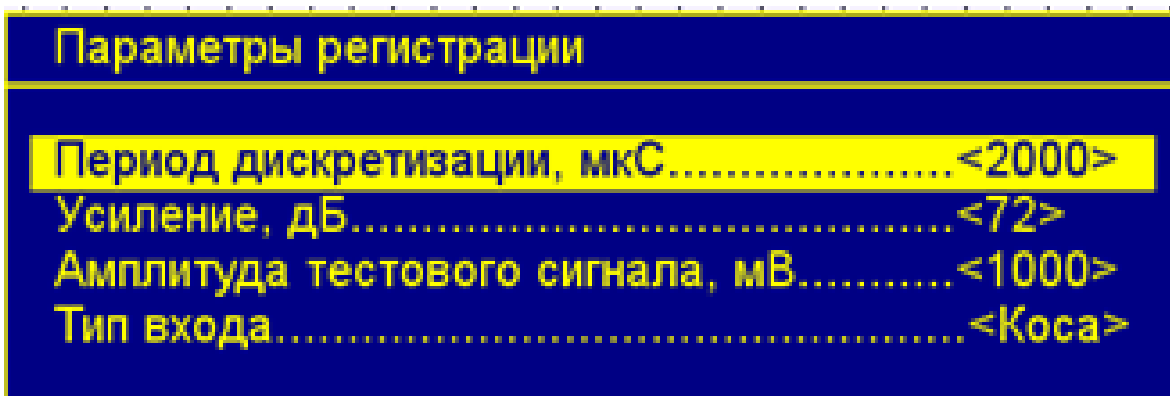 Параметры регистрации
Период дискретизации, мкС....................<2000>
Усиление, дБ..........................................<72>
Амплитуда тестового сигнала, мВ...........<1000>
Тип входа................................................<Коса>